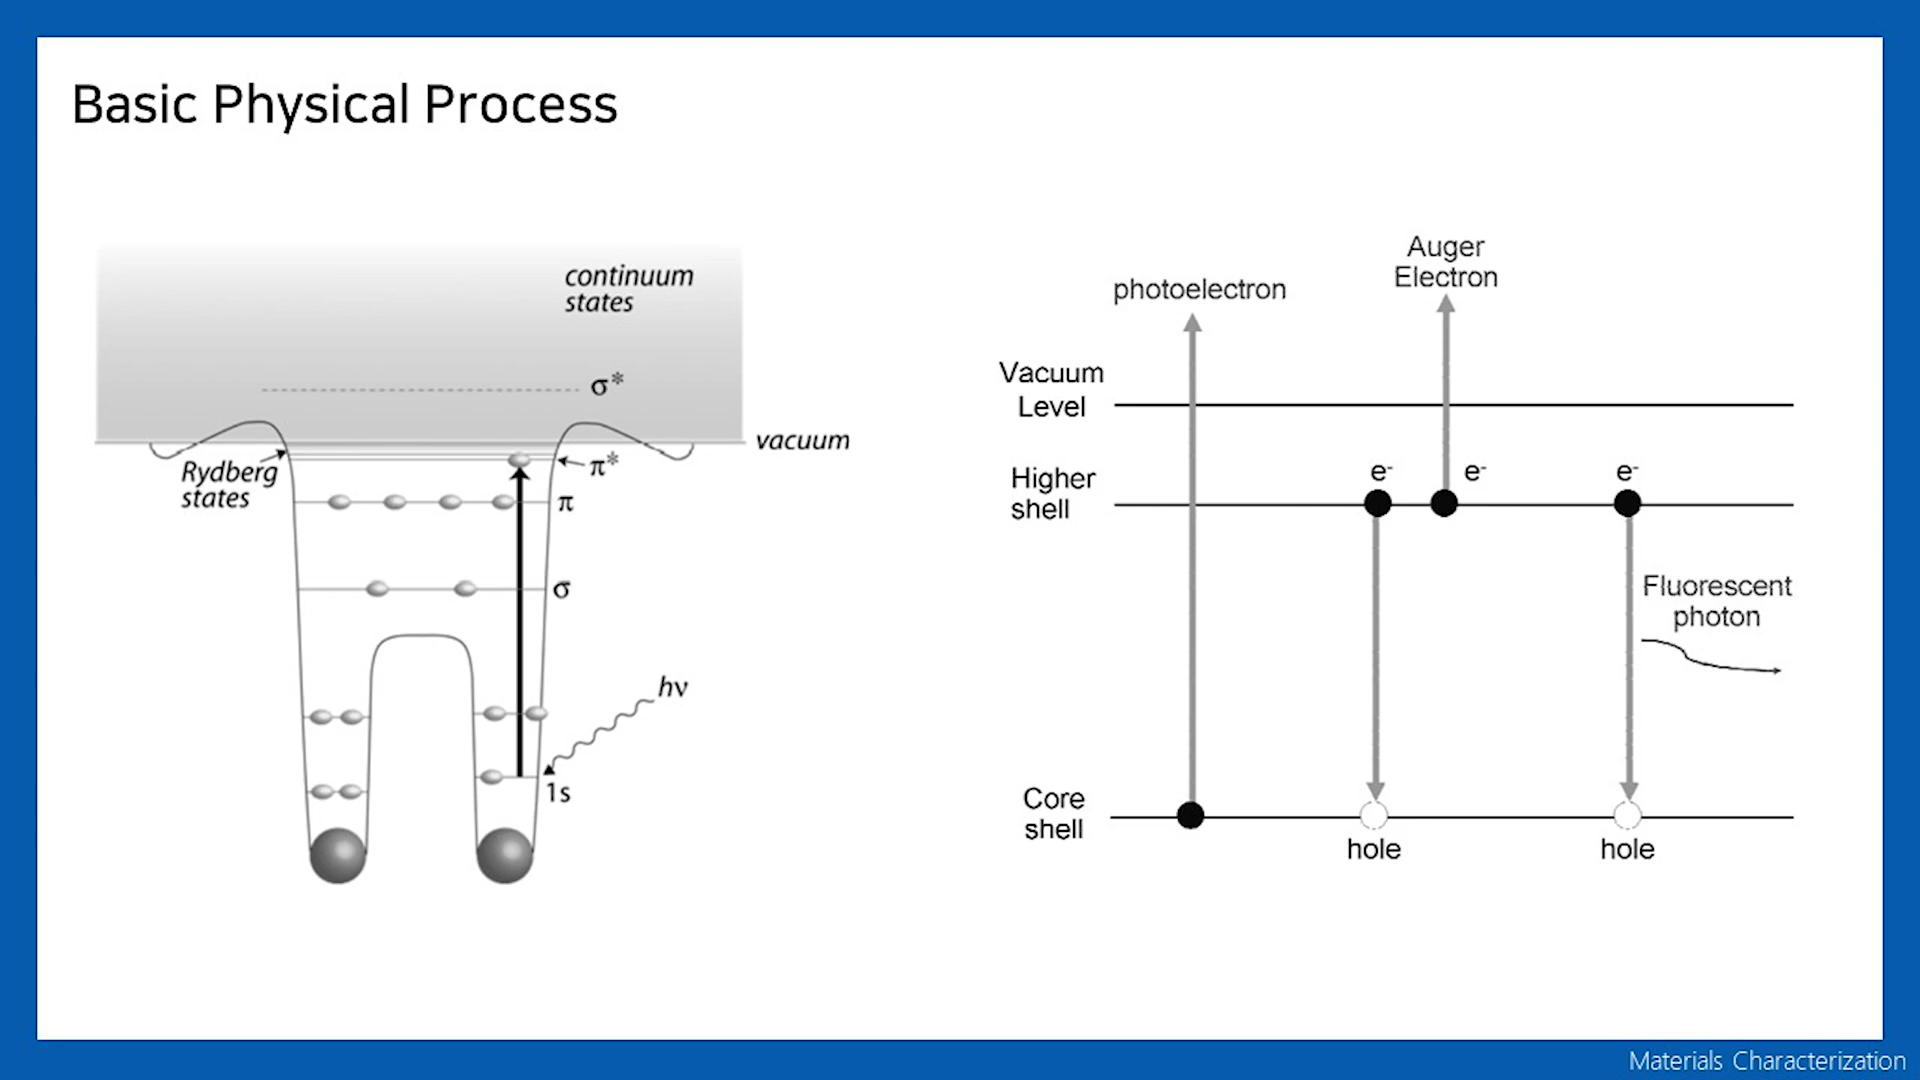 Basic Physical Process
continuum
states
σ*
vacuum
Rydberg
states
π*
π
σ
hν
1s
Auger
Electron
photoelectron
Vacuum
Level
Higher
shell
e-
e-
e-
Fluorescent
photon
Core
shell
hole
hole
Materials Characterization